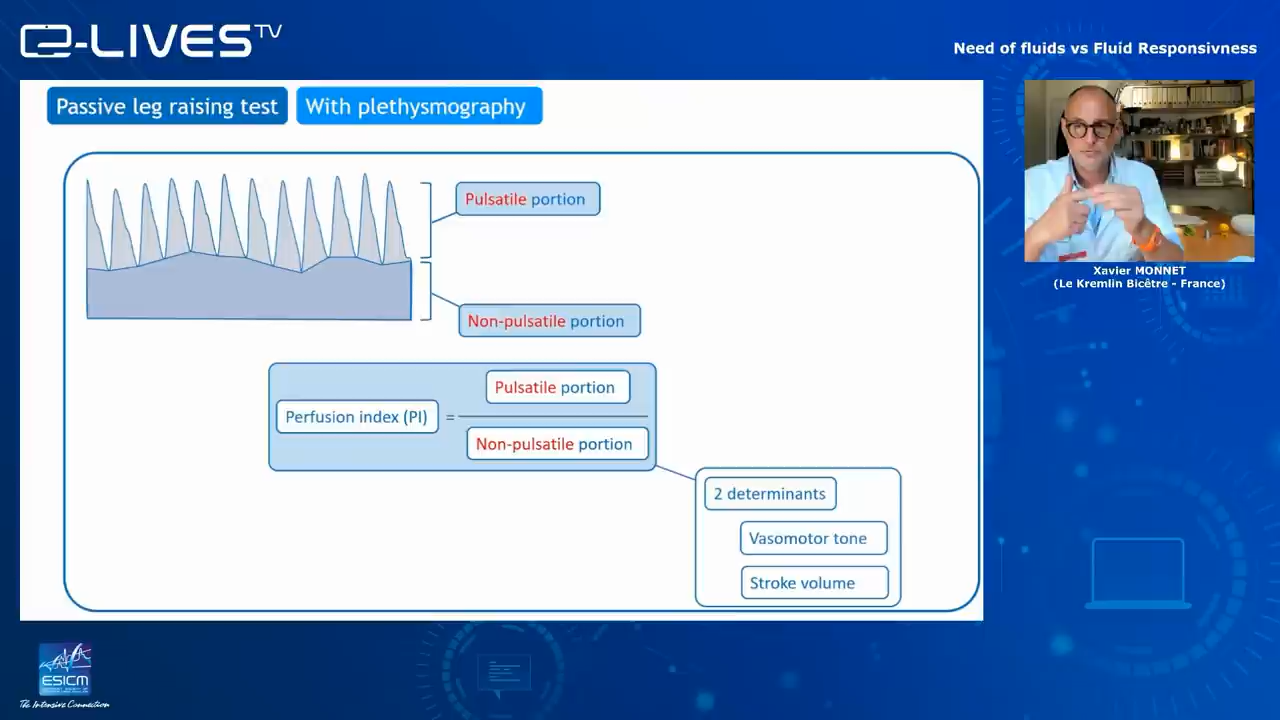 e-LIVES TV
Need of fluids vs Fluid Responsivness
Passive leg raising test
With plethysmography
Pulsatile portion
Non-pulsatile portion
Perfusion index (PI)
=
Pulsatile portion
Non-pulsatile portion
2 determinants
Vasomotor tone
Stroke volume
Xavier MONNET
(Le Kremlin Bicêtre - France)
ESICM
The Intensive Connection